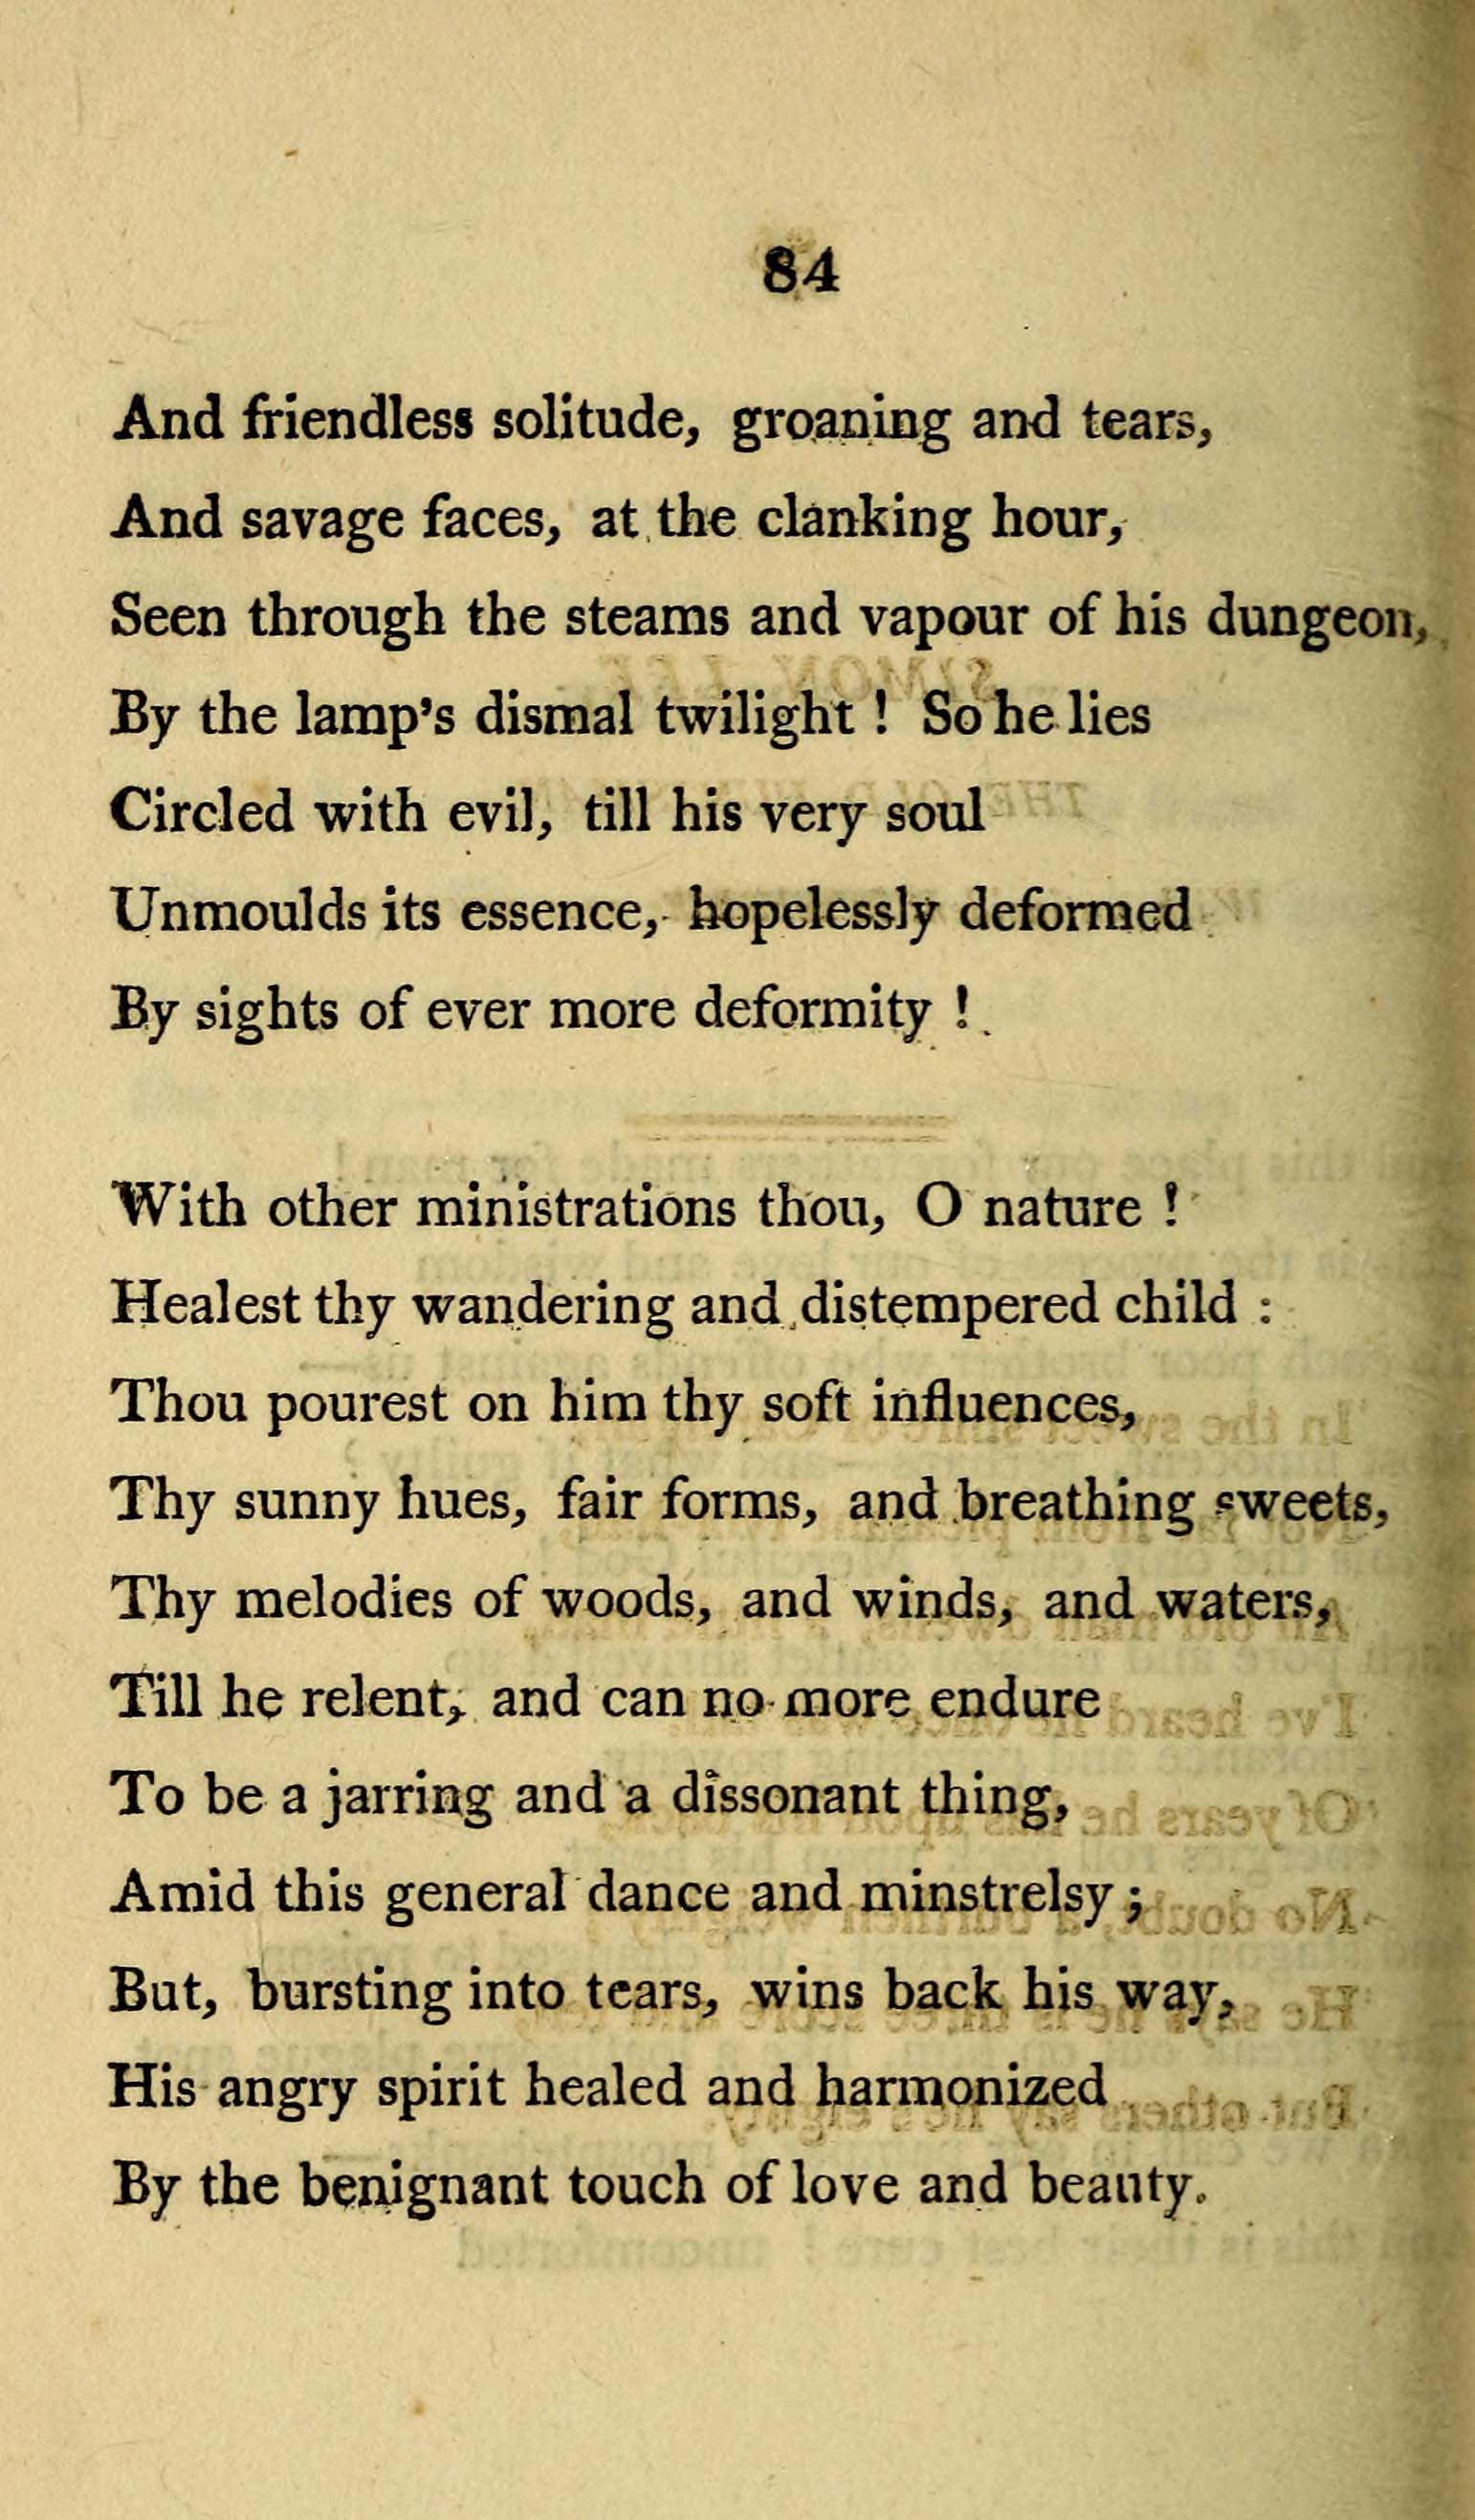 84
And friendless solitude, groaning and tears,
And savage faces, at the clanking hour,
Seen through the steams and vapour of his dungeon,
By the lamp's dismal twilight ! So he lies
Circled with evil, till his very soul
Unmoulds its essence, hopelessly deformed
By sights of ever more deformity !
With other ministrations thou, O nature !
Healest thy wandering and distempered child :
Thou pourest on him thy soft influences,
Thy sunny hues, fair forms, and breathing sweets,
Thy melodies of woods, and winds, and waters,
Till he relent, and can no more endure
To be a jarring and a dissonant thing,
Amid this general dance and minstrelsy ;
But, bursting into tears, wins back his way,
His angry spirit healed and harmonized
By the benignant touch of love and beauty.